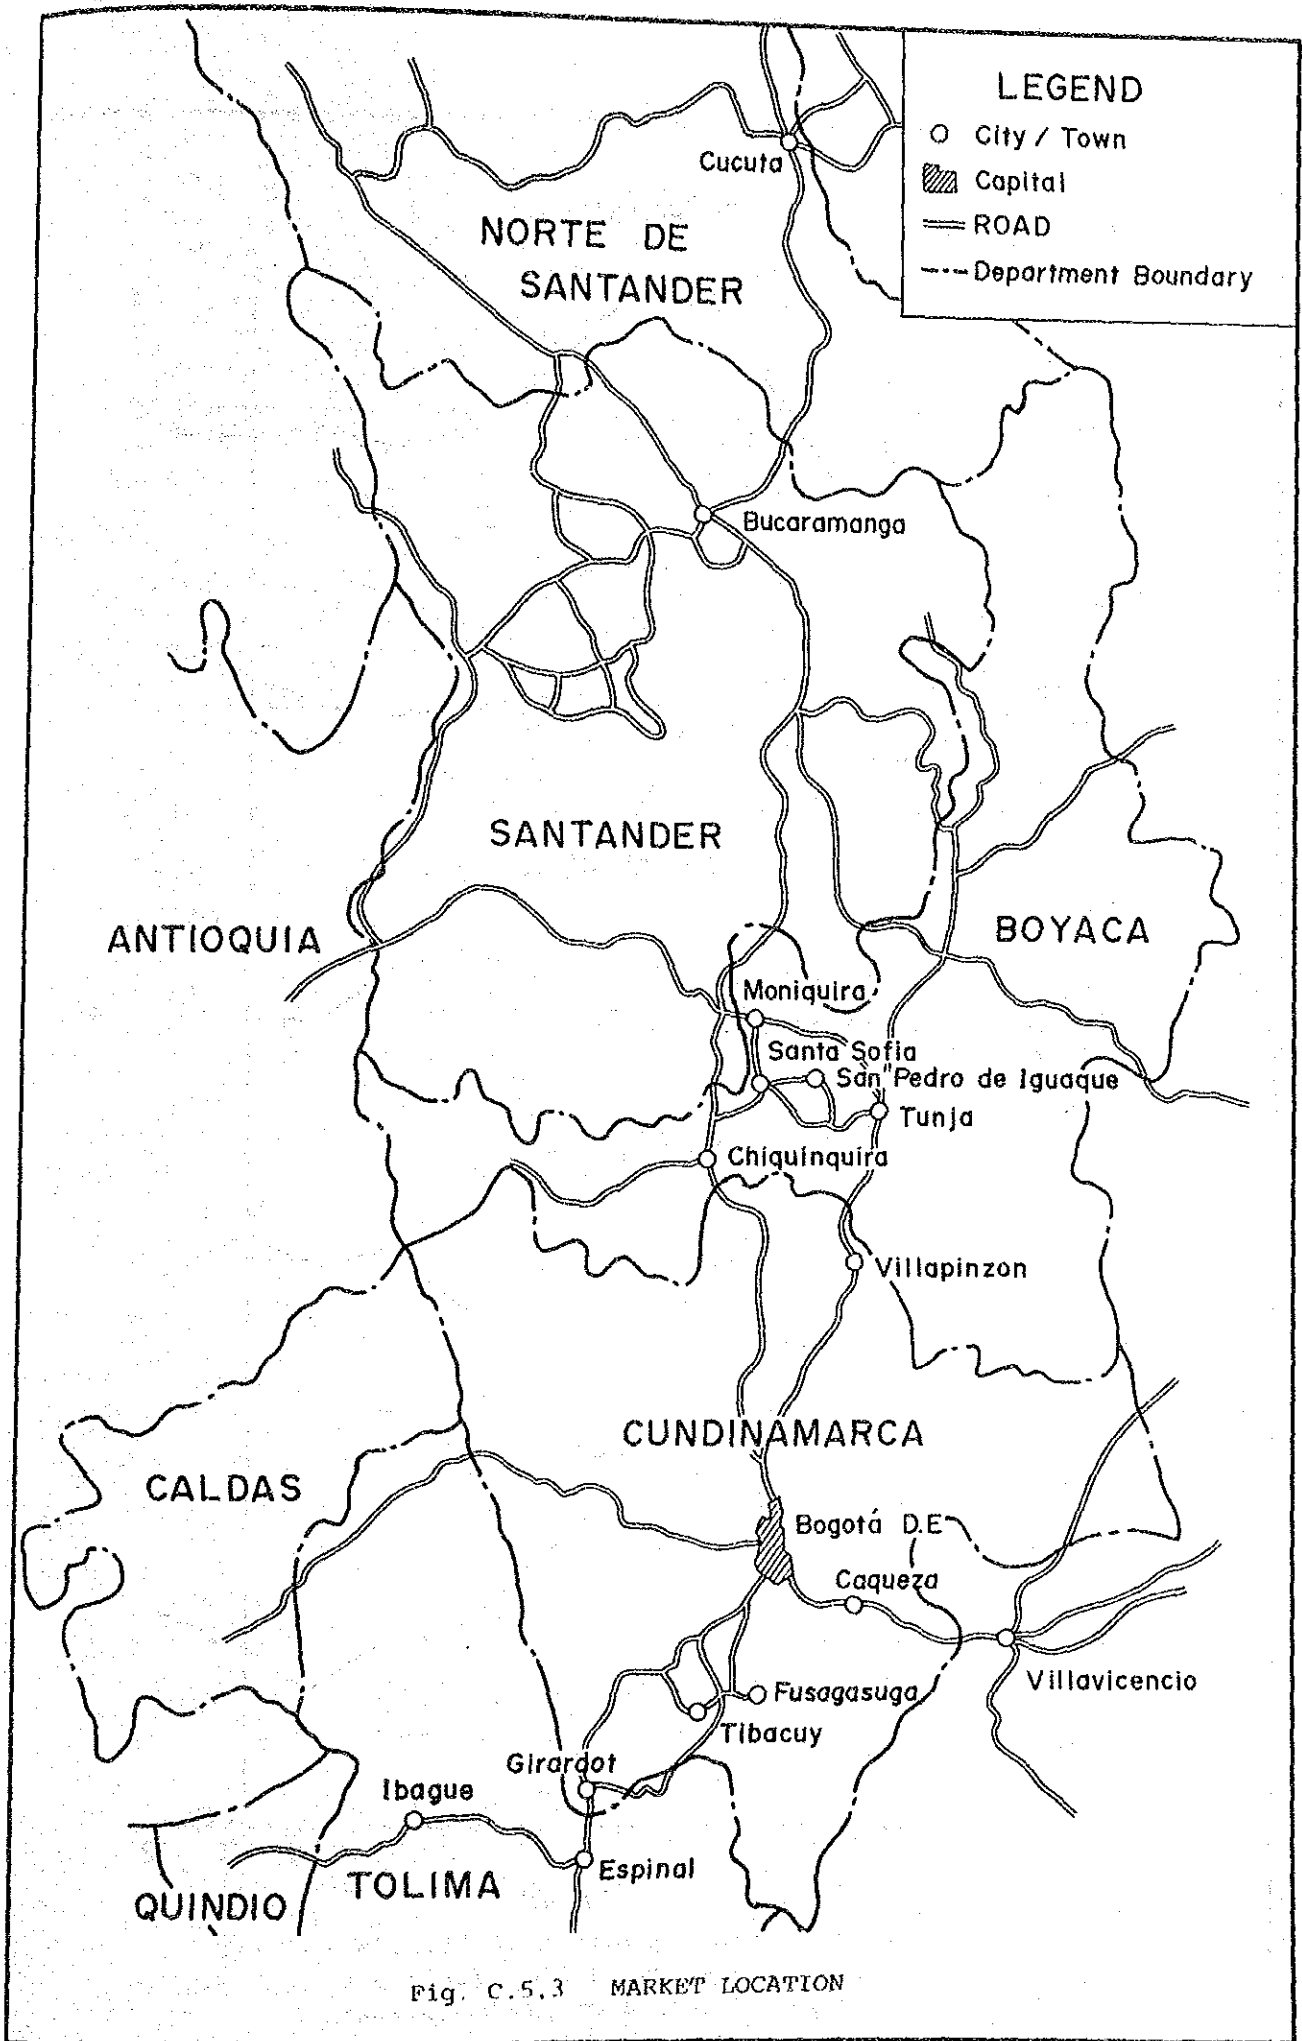 LEGEND
City / Town
Capital
ROAD
Department Boundary
Cucuta
NORTE DE
SANTANDER
Bucaramanga
SANTANDER
ANTIOQUIA
BOYACA
Moniquira
Santa Sofia
San" Pedro de Iguaque
Tunja
Chiquinquira
Villapinzon
CUNDINAMARCA
CALDAS
Bogotá D.E
Caqueza
Villavicencio
Fusagasuga
Tibacuy
Girardot
Ibague
Espinal
TOLIMA
QUINDIO
Fig. C.5.3 MARKET LOCATION